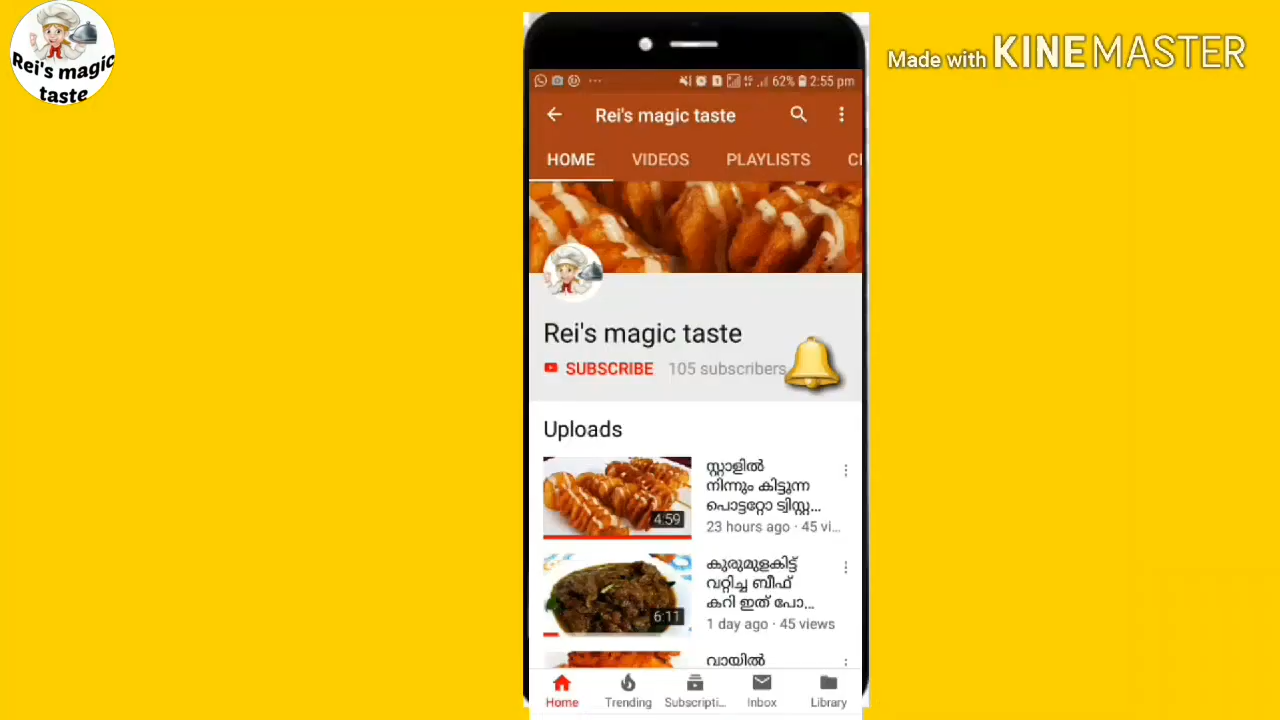 Rei's magic
taste
Made with KINEMASTER
62% 2:55 pm
Rei's magic taste
HOME VIDEOS PLAYLISTS
Rei's magic taste
SUBSCRIBE 105 subscribers
Uploads
സ്റ്റാളിൽ
നിന്നും കിട്ടുന്ന
പൊട്ടറ്റോ ട്വിസ്റ്റ...
4:59
23 hours ago · 45 vi...
കുരുമുളകിട്ട്
വറ്റിച്ച ബീഫ്
കറി ഇത് പോ...
6:11
1 day ago · 45 views
വായിൽ
Home Trending Subscripti... Inbox Library